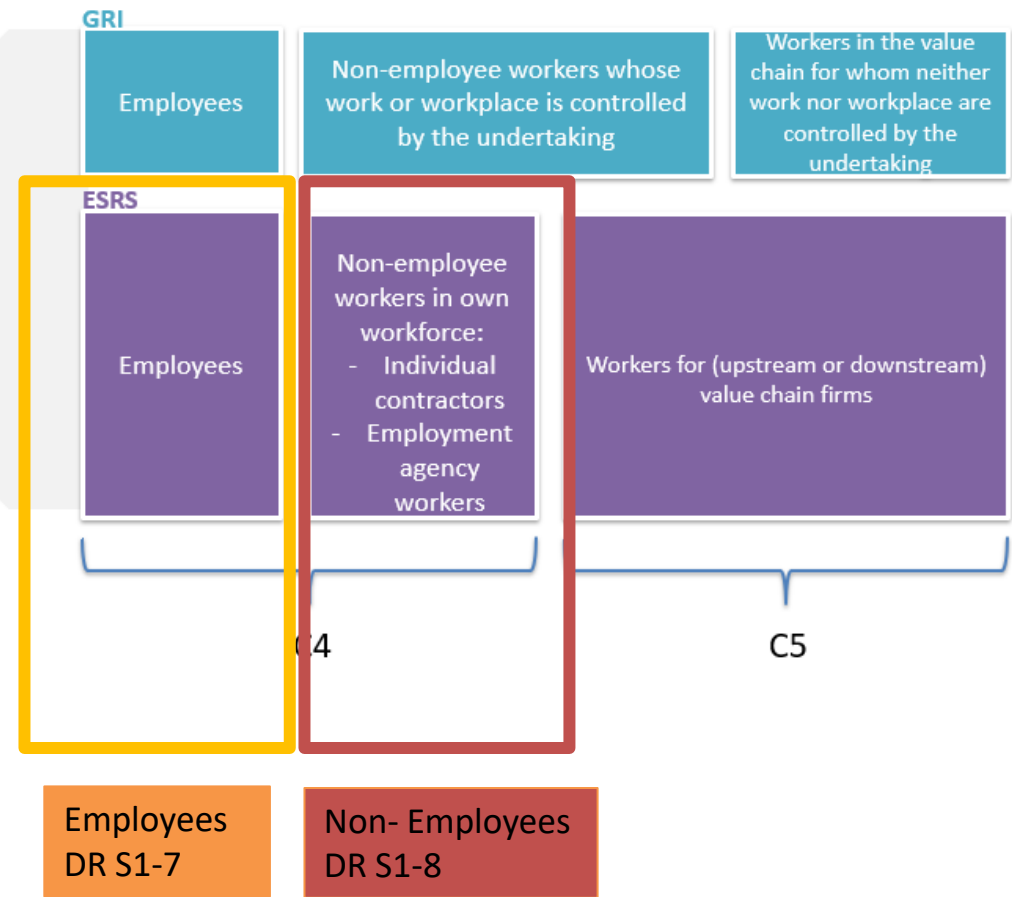 GRI
Employees
Non-employee workers whose
work or workplace is controlled
by the undertaking
Workers in the value
chain for whom neither
work nor workplace are
controlled by the
undertaking
ESRS
Employees
Non-employee
workers in own
workforce:
- Individual
contractors
- Employment
agency
workers
Workers for (upstream or downstream)
value chain firms
C4
C5
Employees
DR S1-7
Non- Employees
DR S1-8